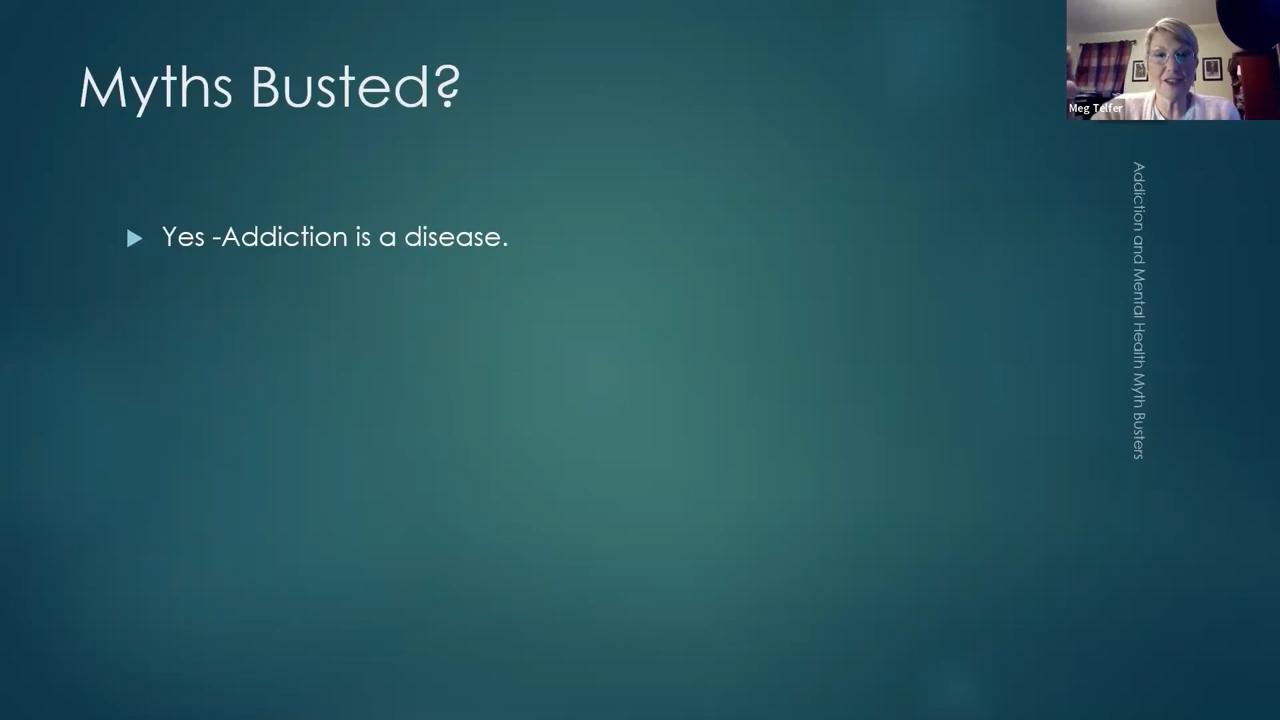 Myths Busted?
Meg Telfer
Yes -Addiction is a disease.
Addiction and Mental Health Myth Busters